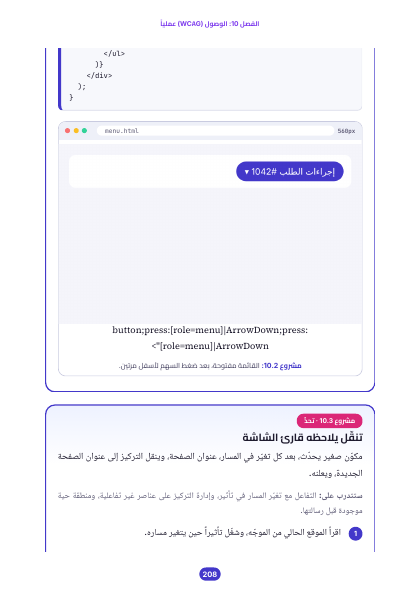 الفصل 10: الوصول (WCAG) عملياً
</ul>
)}
</div>
);
}
menu.html
560px
إجراءات الطلب #1042 ▾
button;press:[role=menu]|ArrowDown;press:
<"[role=menu]|ArrowDown
مشروع 10.2: القائمة مفتوحة، بعد ضغط السهم لأسفل مرتين.
مشروع 10.3 · تحدٍّ
تنقّل يلاحظه قارئ الشاشة
مكوّن صغير يحدّث، بعد كل تغيّر في المسار، عنوان الصفحة، وينقل التركيز إلى عنوان الصفحة
الجديدة، ويعلنه.
ستتدرب على: التفاعل مع تغيّر المسار في تأثير، وإدارة التركيز على عناصر غير تفاعلية، ومنطقة حية
موجودة قبل رسالتها.
1 اقرأ الموقع الحالي من الموجّه، وشغّل تأثيراً حين يتغير مساره.
208